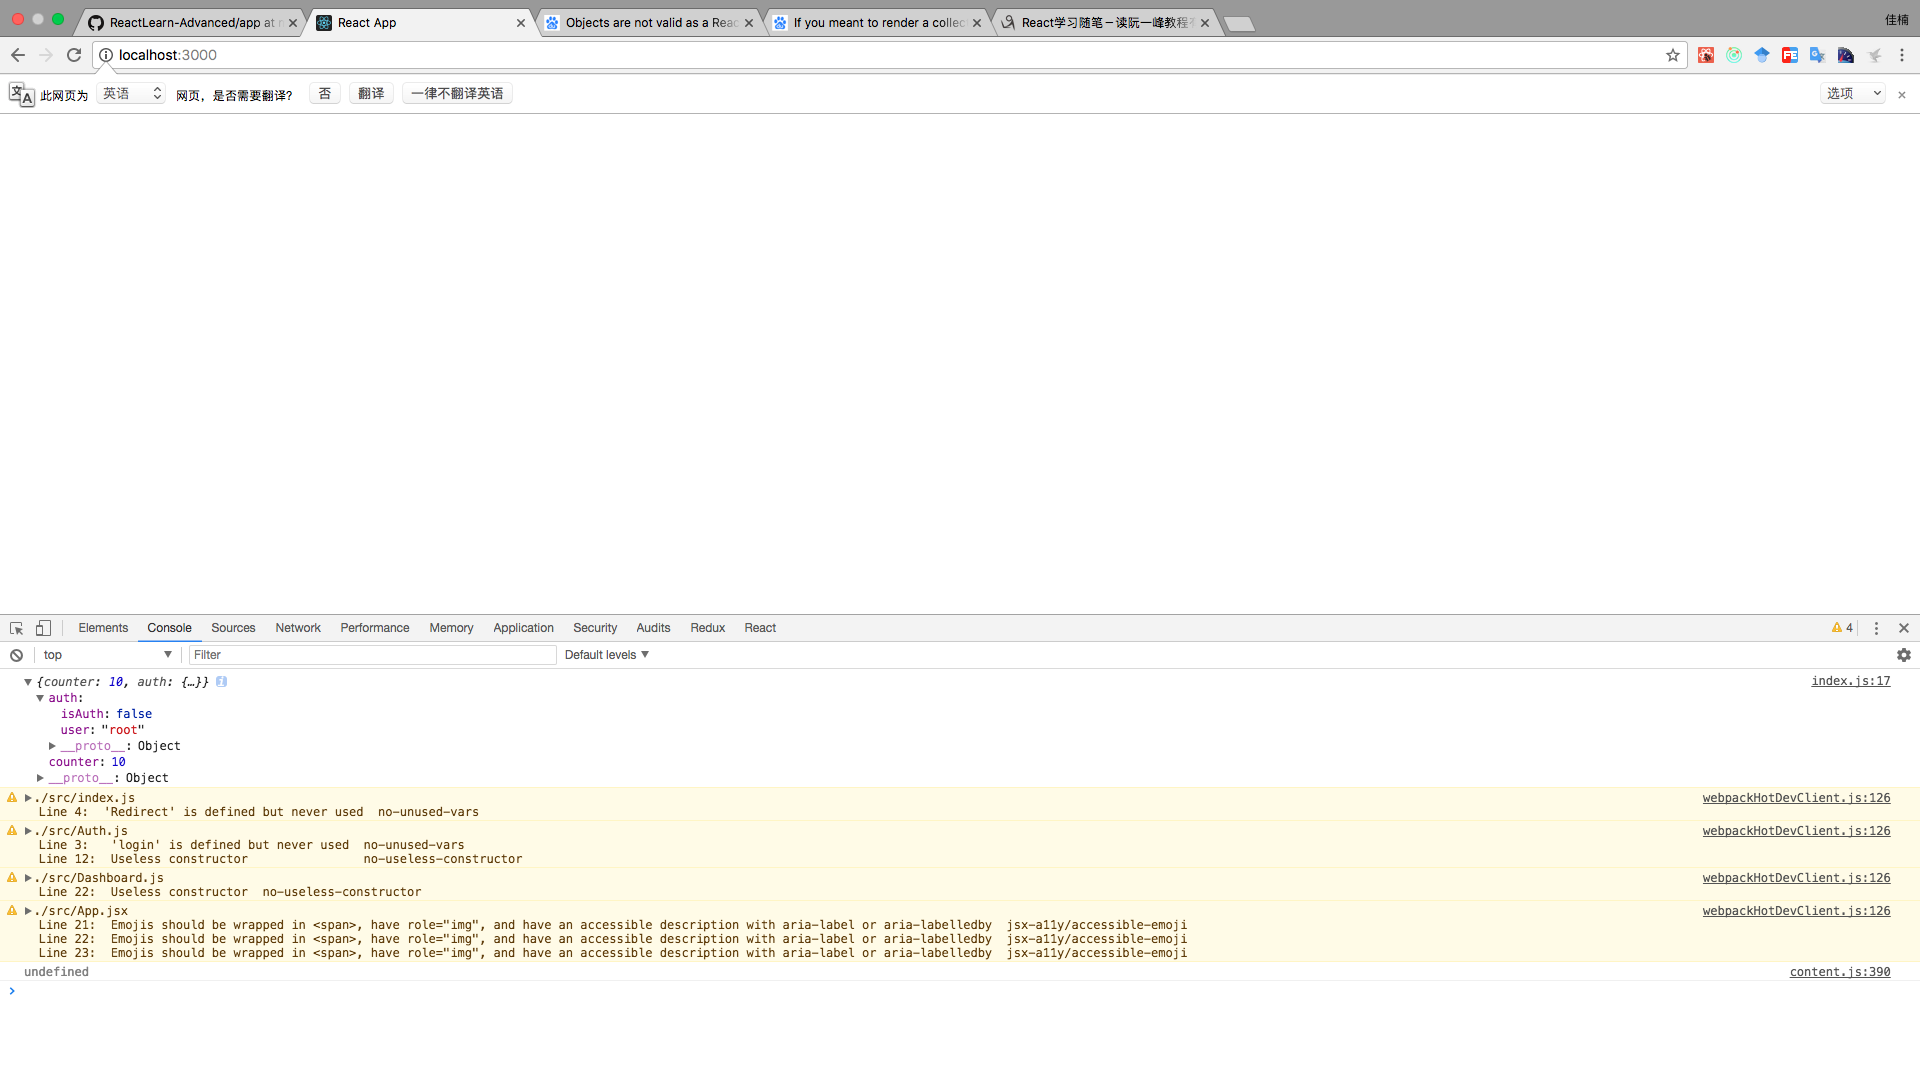 ReactLearn-Advanced/app at
React App
Objects are not valid as a Reac
If you meant to render a collec
React学习随笔－读阮一峰教程
佳楠
localhost:3000
此网页为 英语 网页，是否需要翻译? 否 翻译 一律不翻译英语 选项
Elements Console Sources Network Performance Memory Application Security Audits Redux React 4
top Filter Default levels
{counter: 10, auth: {…}} index.js:17
auth:
isAuth: false
user: "root"
__proto__: Object
counter: 10
__proto__: Object
./src/index.js webpackHotDevClient.js:126
Line 4: 'Redirect' is defined but never used no-unused-vars
./src/Auth.js webpackHotDevClient.js:126
Line 3: 'login' is defined but never used no-unused-vars
Line 12: Useless constructor no-useless-constructor
./src/Dashboard.js webpackHotDevClient.js:126
Line 22: Useless constructor no-useless-constructor
./src/App.jsx webpackHotDevClient.js:126
Line 21: Emojis should be wrapped in <span>, have role="img", and have an accessible description with aria-label or aria-labelledby jsx-a11y/accessible-emoji
Line 22: Emojis should be wrapped in <span>, have role="img", and have an accessible description with aria-label or aria-labelledby jsx-a11y/accessible-emoji
Line 23: Emojis should be wrapped in <span>, have role="img", and have an accessible description with aria-label or aria-labelledby jsx-a11y/accessible-emoji
undefined content.js:390